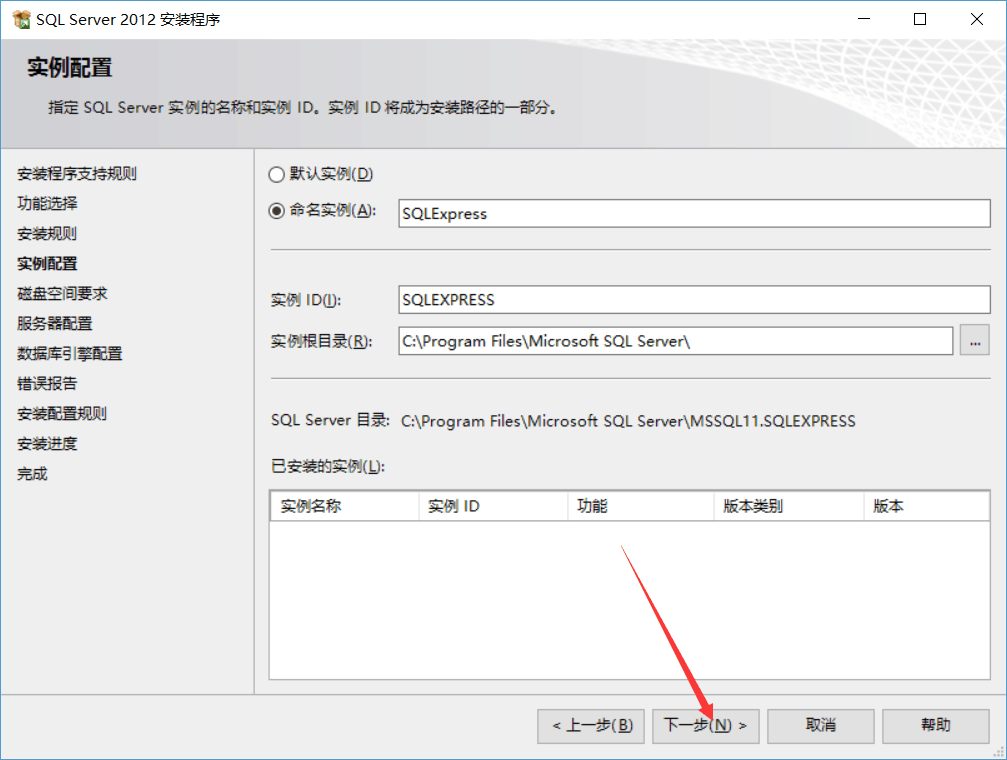 SQL Server 2012 安装程序
实例配置
指定 SQL Server 实例的名称和实例 ID。实例 ID 将成为安装路径的一部分。
安装程序支持规则
功能选择
安装规则
实例配置
磁盘空间要求
服务器配置
数据库引擎配置
错误报告
安装配置规则
安装进度
完成
默认实例(D)
命名实例(A): SQLExpress
实例 ID(I): SQLEXPRESS
实例根目录(R): C:\Program Files\Microsoft SQL Server\ ...
SQL Server 目录: C:\Program Files\Microsoft SQL Server\MSSQL11.SQLEXPRESS
已安装的实例(L):
实例名称 实例 ID 功能 版本类别 版本
< 上一步(B) 下一步(N) > 取消 帮助